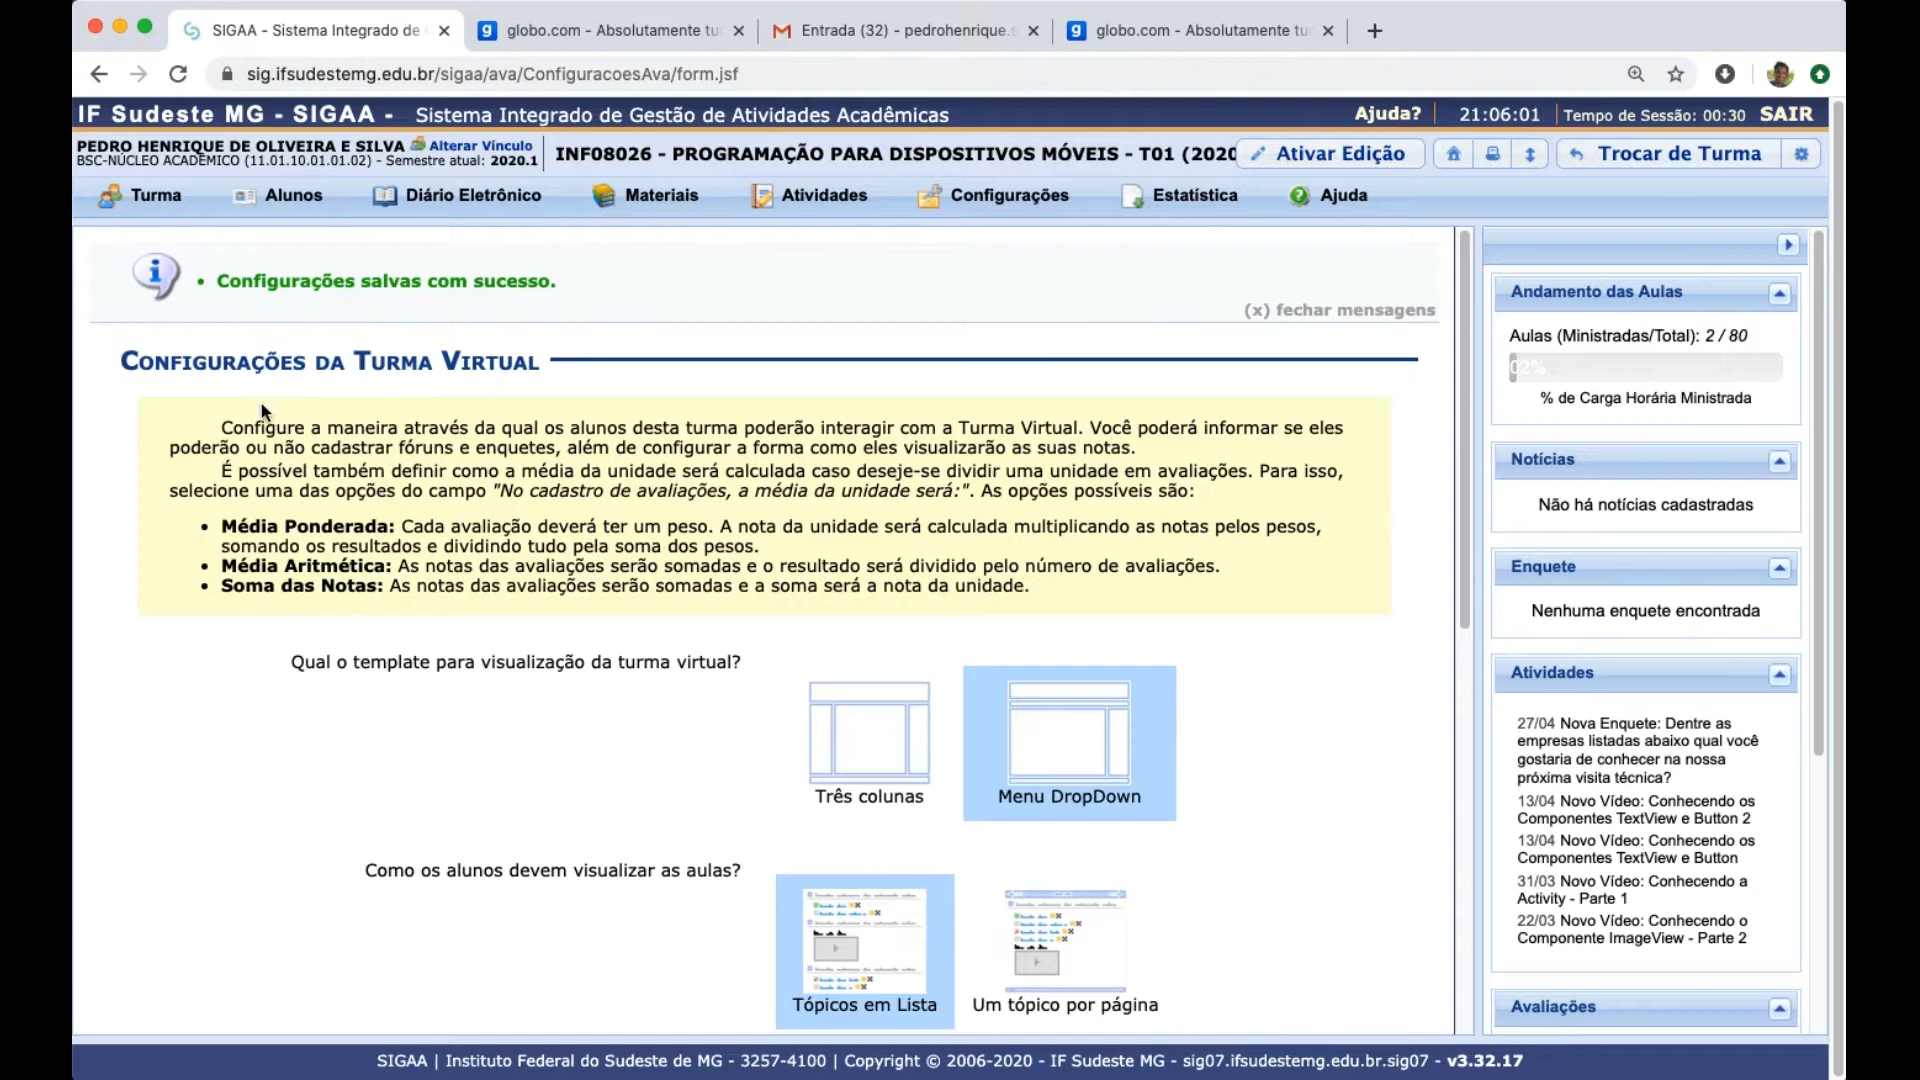 SIGAA - Sistema Integrado de
globo.com - Absolutamente tu
Entrada (32) - pedrohenrique.s
globo.com - Absolutamente tu
sig.ifsudestemg.edu.br/sigaa/ava/ConfiguracoesAva/form.jsf
IF Sudeste MG - SIGAA - Sistema Integrado de Gestão de Atividades Acadêmicas
Ajuda? 21:06:01 Tempo de Sessão: 00:30 SAIR
PEDRO HENRIQUE DE OLIVEIRA E SILVA Alterar Vínculo
BSC-NÚCLEO ACADÊMICO (11.01.10.01.01.02) - Semestre atual: 2020.1
INF08026 - PROGRAMAÇÃO PARA DISPOSITIVOS MÓVEIS - T01 (2020
Ativar Edição
Trocar de Turma
Turma Alunos Diário Eletrônico Materiais Atividades Configurações Estatística Ajuda
• Configurações salvas com sucesso.
(x) fechar mensagens
CONFIGURAÇÕES DA TURMA VIRTUAL
Configure a maneira através da qual os alunos desta turma poderão interagir com a Turma Virtual. Você poderá informar se eles
poderão ou não cadastrar fóruns e enquetes, além de configurar a forma como eles visualizarão as suas notas.
É possível também definir como a média da unidade será calculada caso deseje-se dividir uma unidade em avaliações. Para isso,
selecione uma das opções do campo "No cadastro de avaliações, a média da unidade será:". As opções possíveis são:
• Média Ponderada: Cada avaliação deverá ter um peso. A nota da unidade será calculada multiplicando as notas pelos pesos,
somando os resultados e dividindo tudo pela soma dos pesos.
• Média Aritmética: As notas das avaliações serão somadas e o resultado será dividido pelo número de avaliações.
• Soma das Notas: As notas das avaliações serão somadas e a soma será a nota da unidade.
Qual o template para visualização da turma virtual?
Três colunas
Menu DropDown
Como os alunos devem visualizar as aulas?
Tópicos em Lista
Um tópico por página
Andamento das Aulas
Aulas (Ministradas/Total): 2 / 80
02%
% de Carga Horária Ministrada
Notícias
Não há notícias cadastradas
Enquete
Nenhuma enquete encontrada
Atividades
27/04 Nova Enquete: Dentre as
empresas listadas abaixo qual você
gostaria de conhecer na nossa
próxima visita técnica?
13/04 Novo Vídeo: Conhecendo os
Componentes TextView e Button 2
13/04 Novo Vídeo: Conhecendo os
Componentes TextView e Button
31/03 Novo Vídeo: Conhecendo a
Activity - Parte 1
22/03 Novo Vídeo: Conhecendo o
Componente ImageView - Parte 2
Avaliações
SIGAA | Instituto Federal do Sudeste de MG - 3257-4100 | Copyright © 2006-2020 - IF Sudeste MG - sig07.ifsudestemg.edu.br.sig07 - v3.32.17